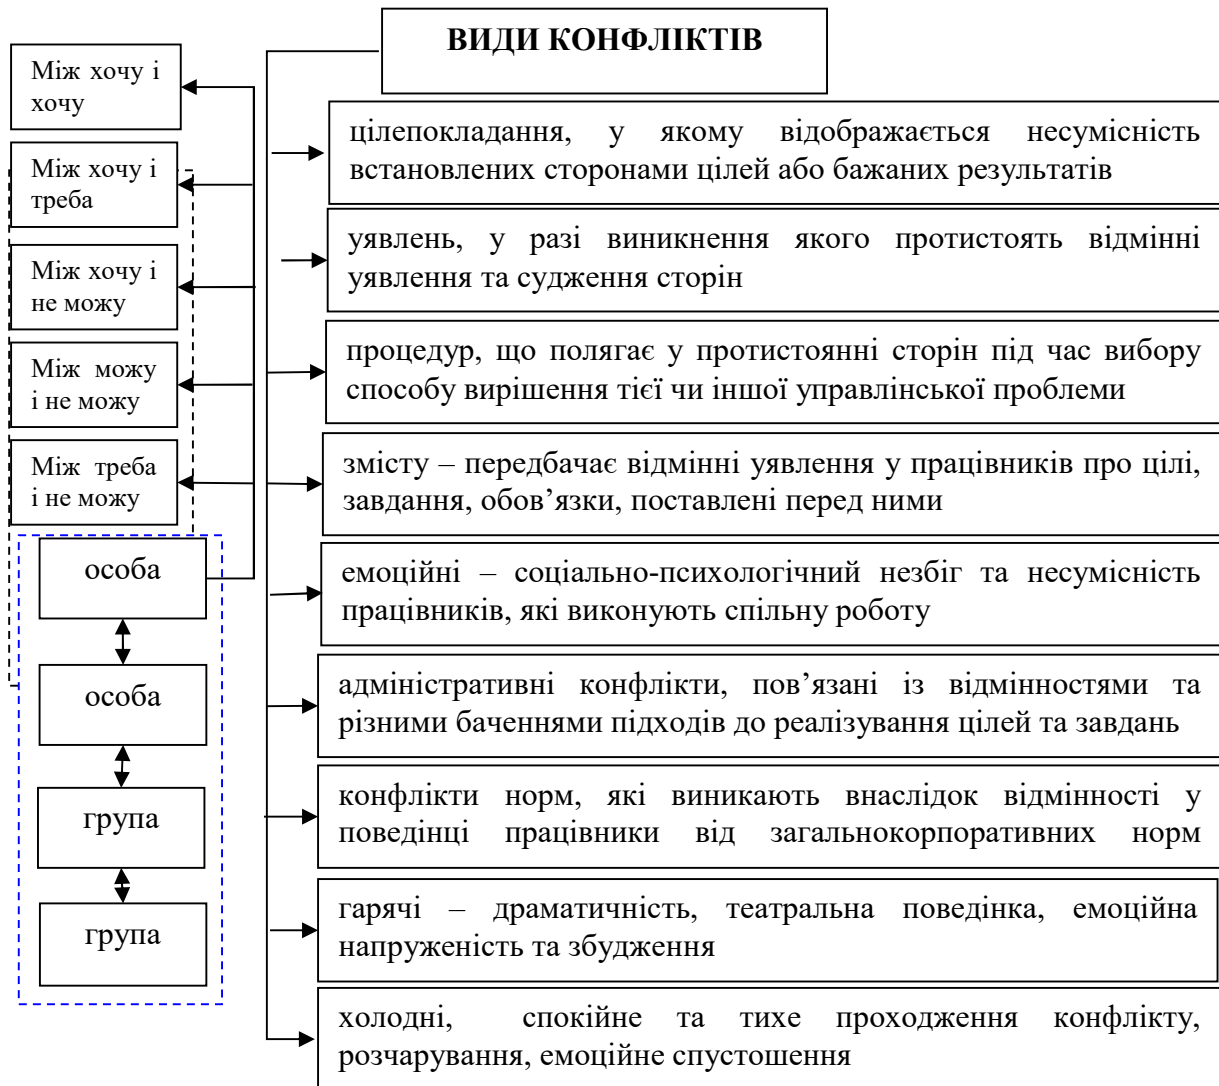 ВИДИ КОНФЛІКТІВ
Між хочу і
хочу
Між хочу і
треба
Між хочу і
не можу
Між можу
і не можу
Між треба
і не можу
особа
особа
група
група
цілепокладання, у якому відображається несумісність
встановлених сторонами цілей або бажаних результатів
уявлень, у разі виникнення якого протистоять відмінні
уявлення та судження сторін
процедур, що полягає у протистоянні сторін під час вибору
способу вирішення тієї чи іншої управлінської проблеми
змісту – передбачає відмінні уявлення у працівників про цілі,
завдання, обов’язки, поставлені перед ними
емоційні – соціально-психологічний незбіг та несумісність
працівників, які виконують спільну роботу
адміністративні конфлікти, пов’язані із відмінностями та
різними баченнями підходів до реалізування цілей та завдань
конфлікти норм, які виникають внаслідок відмінності у
поведінці працівники від загальнокорпоративних норм
гарячі – драматичність, театральна поведінка, емоційна
напруженість та збудження
холодні, спокійне та тихе проходження конфлікту,
розчарування, емоційне спустошення